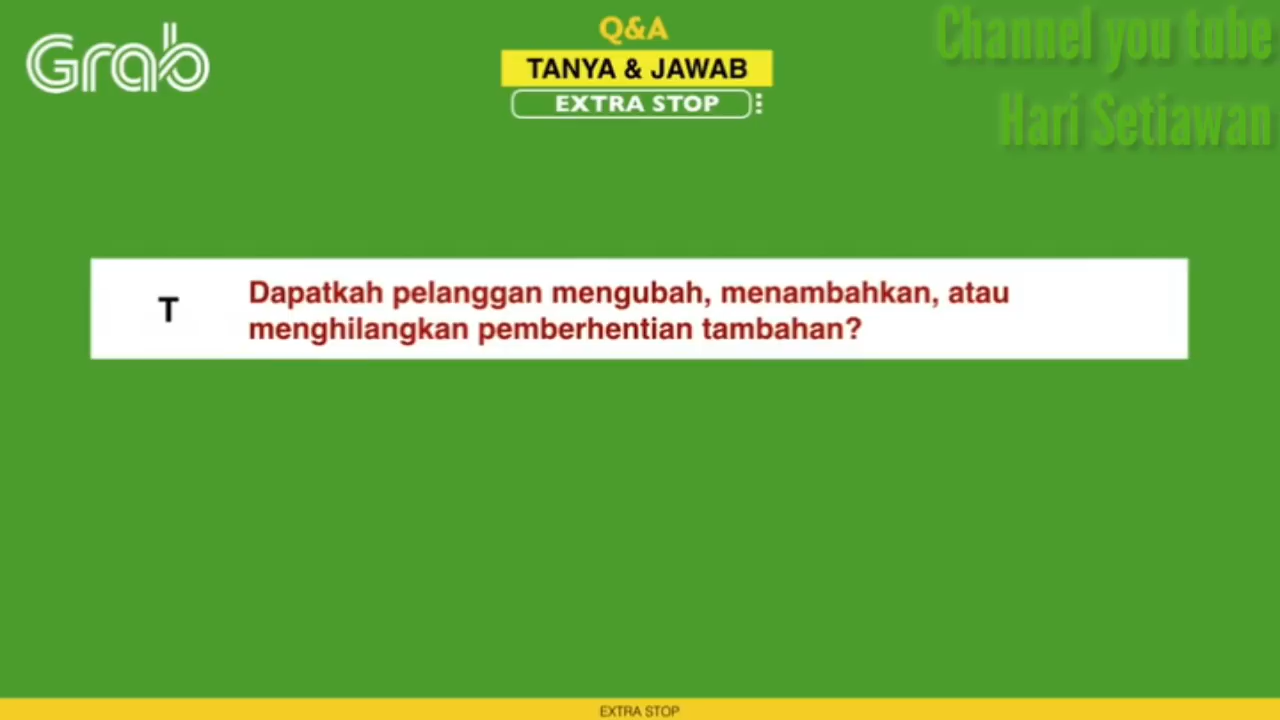 Grab
Q&A
TANYA & JAWAB
EXTRA STOP
Channel you tube
Hari Setiawan
T
Dapatkah pelanggan mengubah, menambahkan, atau
menghilangkan pemberhentian tambahan?
EXTRA STOP